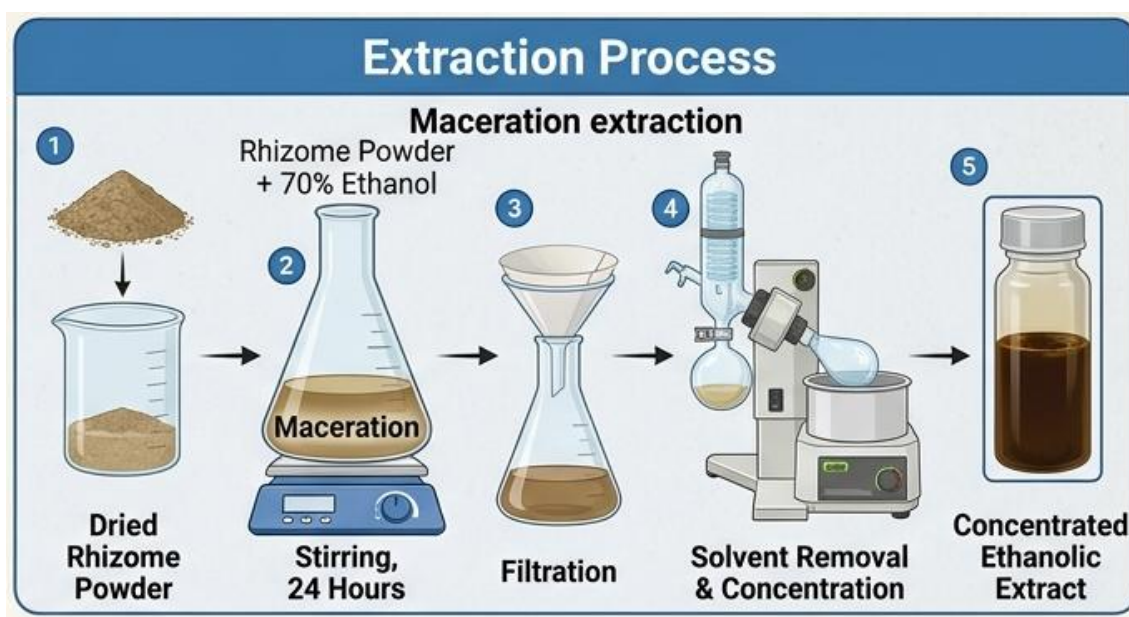 Extraction Process
Maceration extraction
1
Rhizome Powder
+ 70% Ethanol
2
Maceration
3
4
5
Dried
Rhizome
Powder
Stirring,
24 Hours
Filtration
Solvent Removal
& Concentration
Concentrated
Ethanolic
Extract